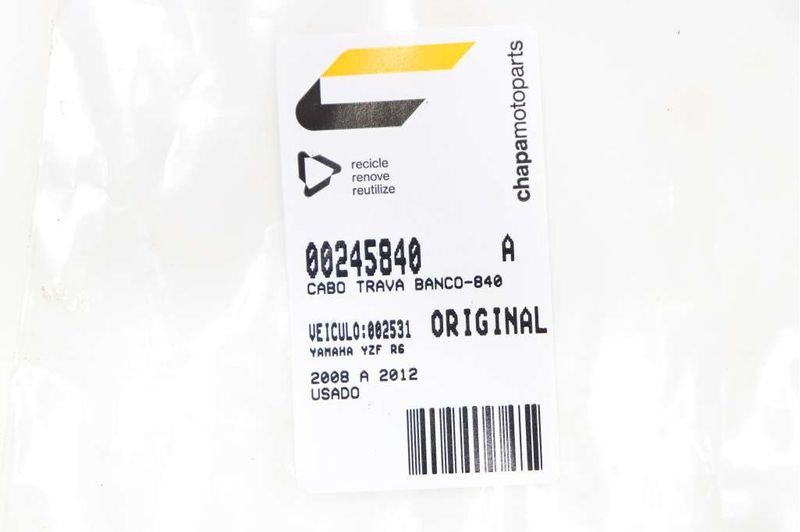 chapamotoparts
recicle
renove
reutilize
00245840 A
CABO TRAVA BANCO-840
VEICULO:002531 ORIGINAL
YAMAHA YZF R6
2008 A 2012
USADO